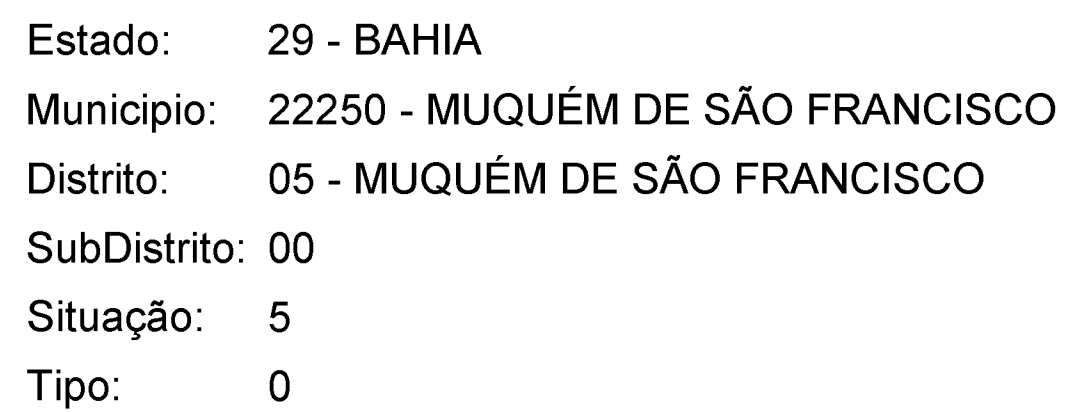 Estado: 29 - BAHIA
Municipio: 22250 - MUQUÉM DE SÃO FRANCISCO
Distrito: 05 - MUQUÉM DE SÃO FRANCISCO
SubDistrito: 00
Situação: 5
Tipo: 0